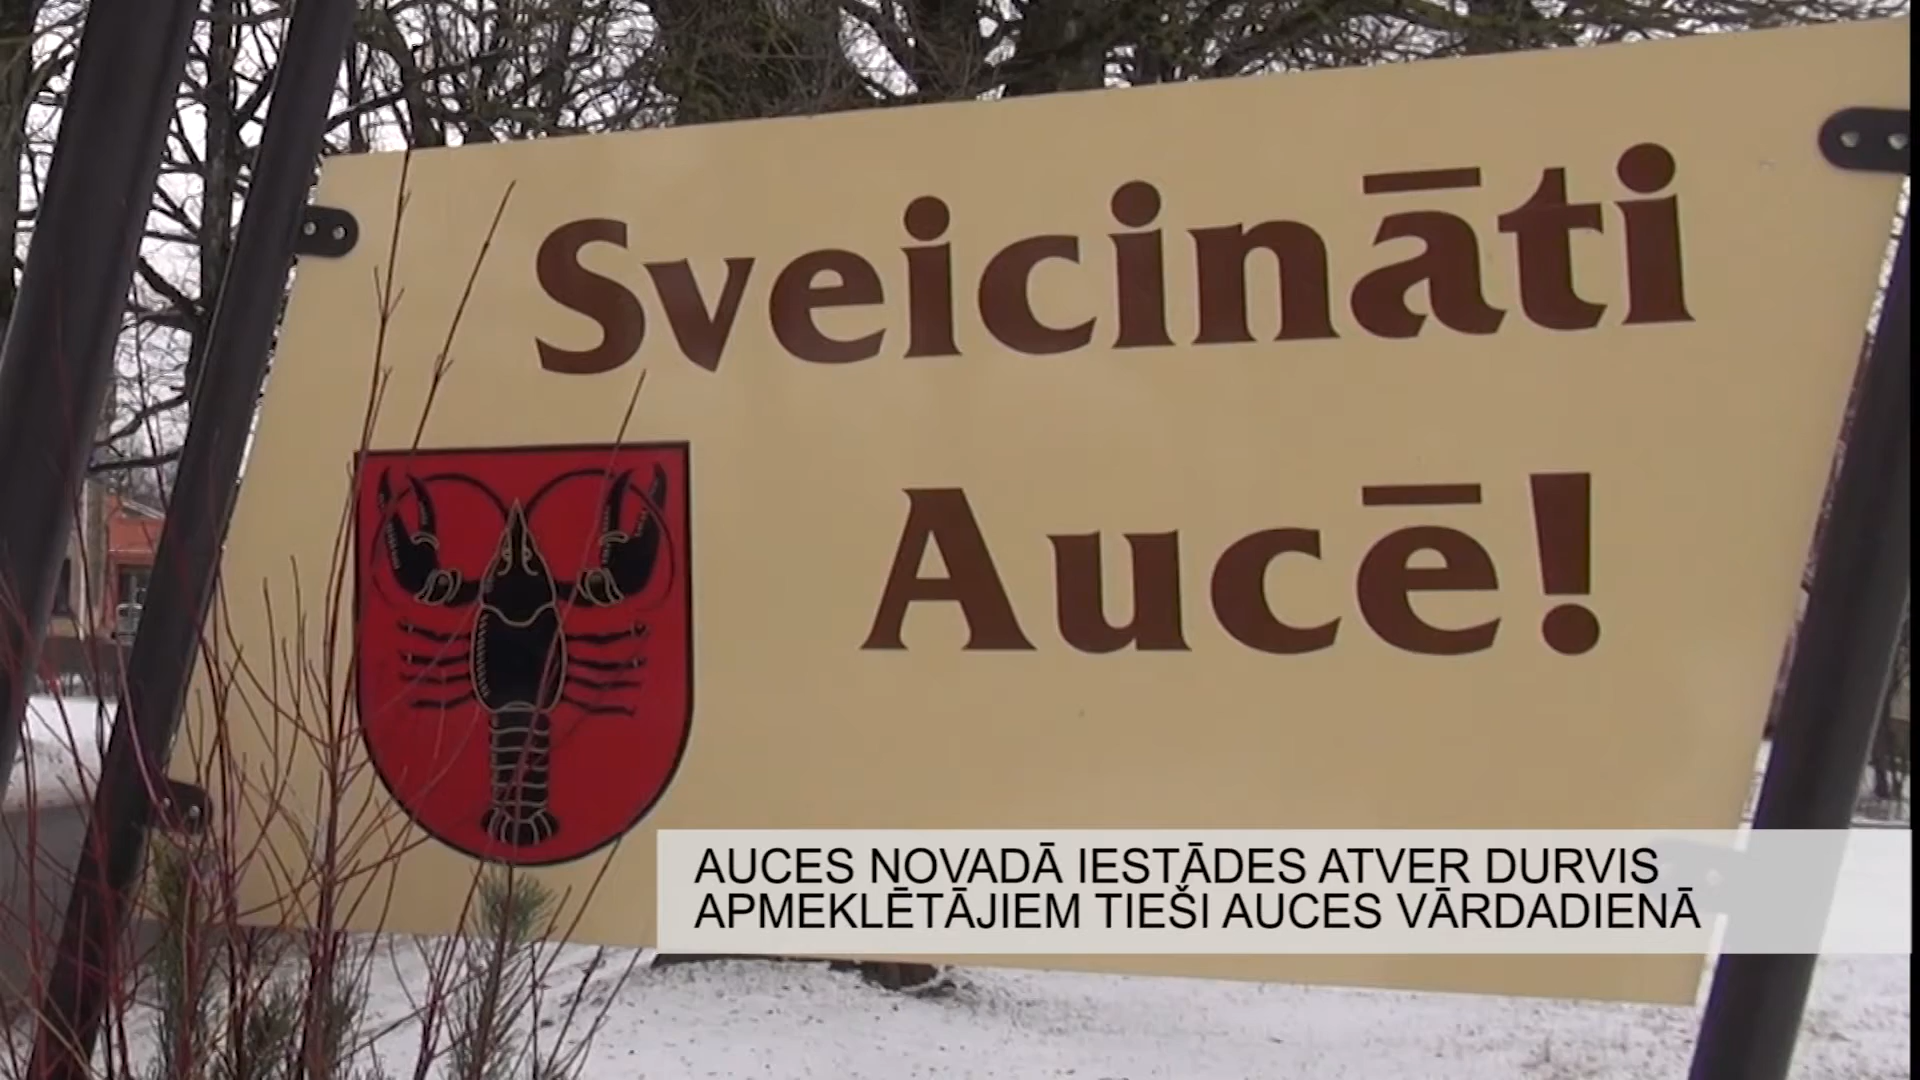 Sveicināti
Aucē!
AUCES NOVADĀ IESTĀDES ATVER DURVIS
APMEKLĒTĀJIEM TIEŠI AUCES VĀRDADIENĀ